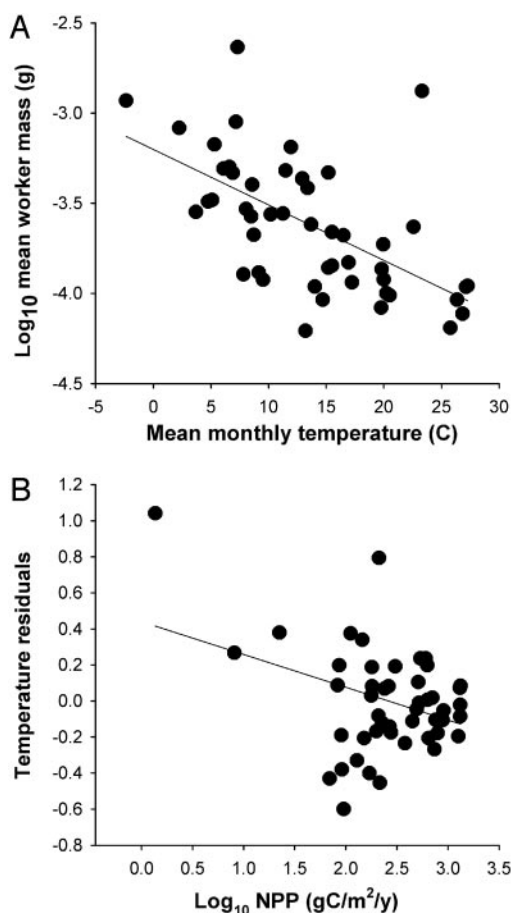 A
-2.5
-3.0
-3.5
-4.0
-4.5
Log10 mean worker mass (g)
-5 0 5 10 15 20 25 30
Mean monthly temperature (C)
B
1.2
1.0
0.8
0.6
0.4
0.2
0.0
-0.2
-0.4
-0.6
-0.8
Temperature residuals
0.0 0.5 1.0 1.5 2.0 2.5 3.0 3.5
Log10 NPP (gC/m2/y)